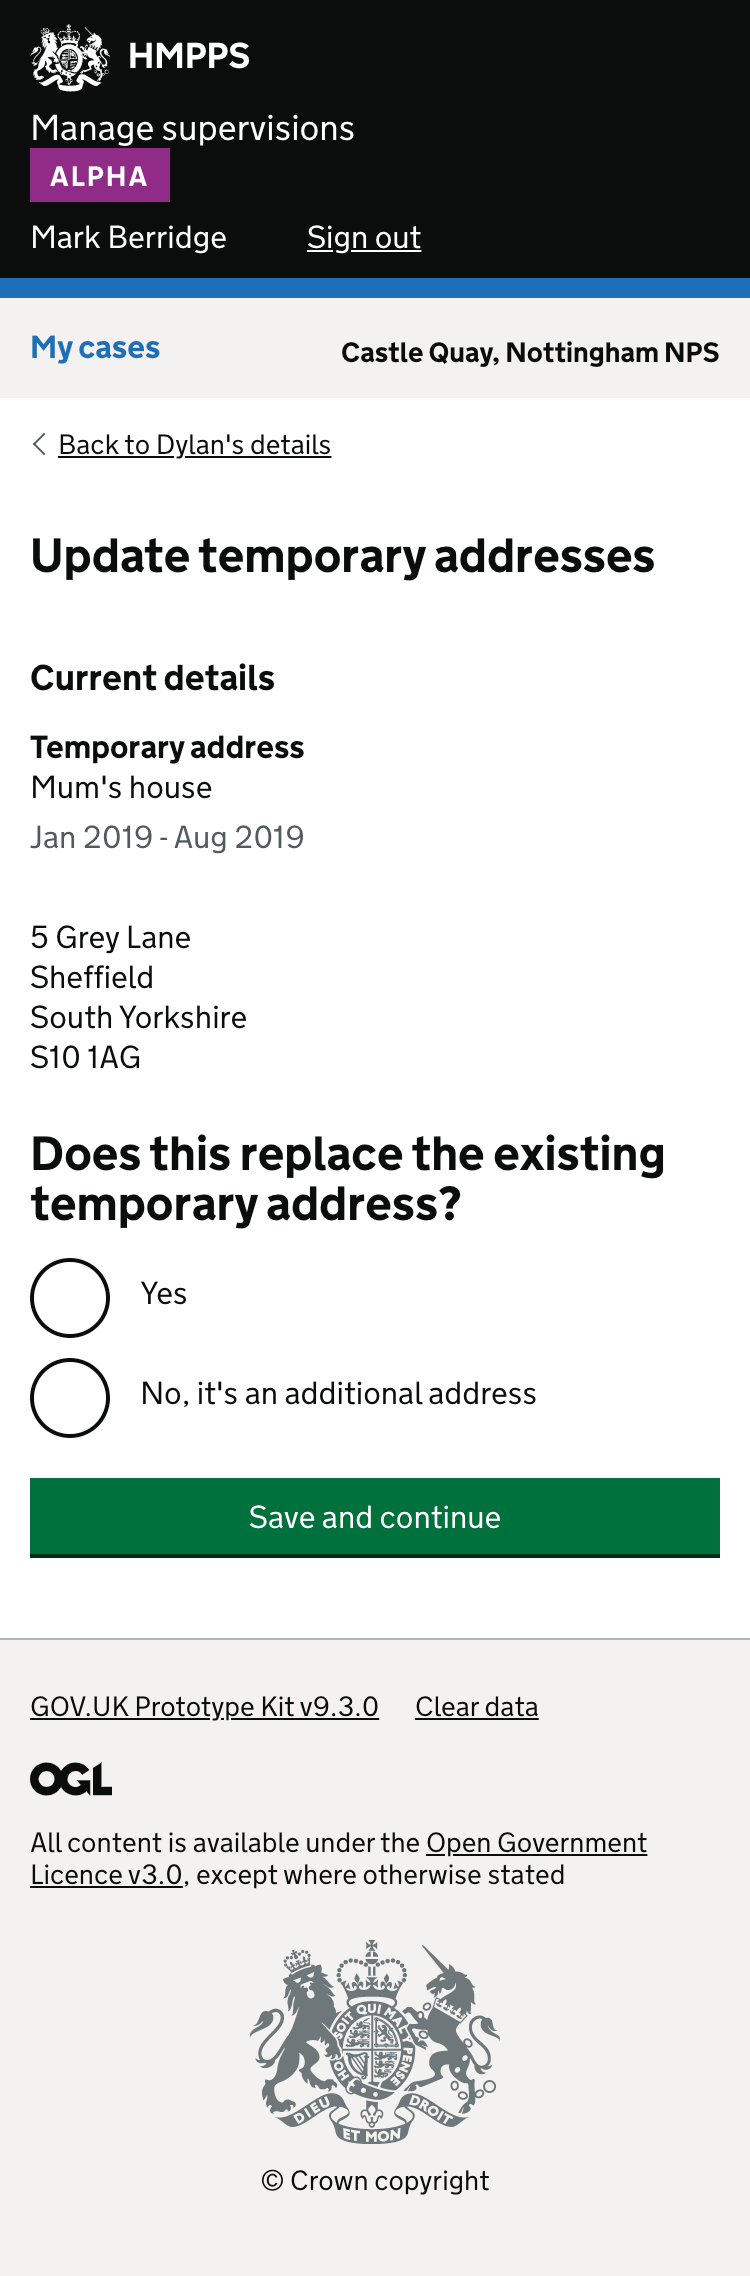 HMPPS
Manage supervisions
ALPHA
Mark Berridge Sign out
My cases Castle Quay, Nottingham NPS
Back to Dylan's details
Update temporary addresses
Current details
Temporary address
Mum's house
Jan 2019 - Aug 2019
5 Grey Lane
Sheffield
South Yorkshire
S10 1AG
Does this replace the existing
temporary address?
Yes
No, it's an additional address
Save and continue
GOV.UK Prototype Kit v9.3.0 Clear data
OGL
All content is available under the Open Government
Licence v3.0, except where otherwise stated
SOIT QUI MAL Y PENSE
HON
DIEU ET MON DROIT
© Crown copyright